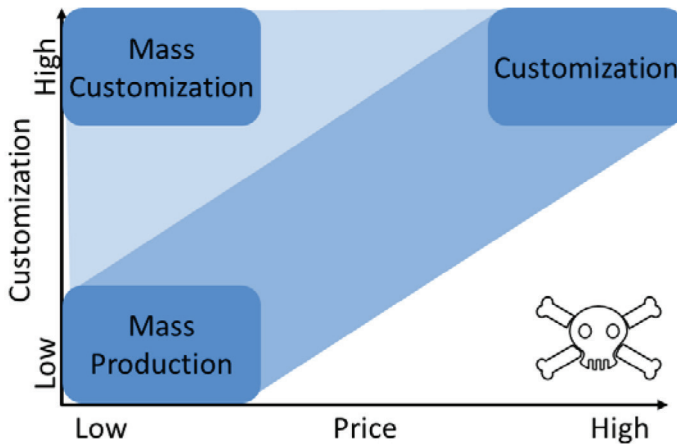 High
Mass
Customization
Customization
Customization
Mass
Production
Low
Low
Price
High